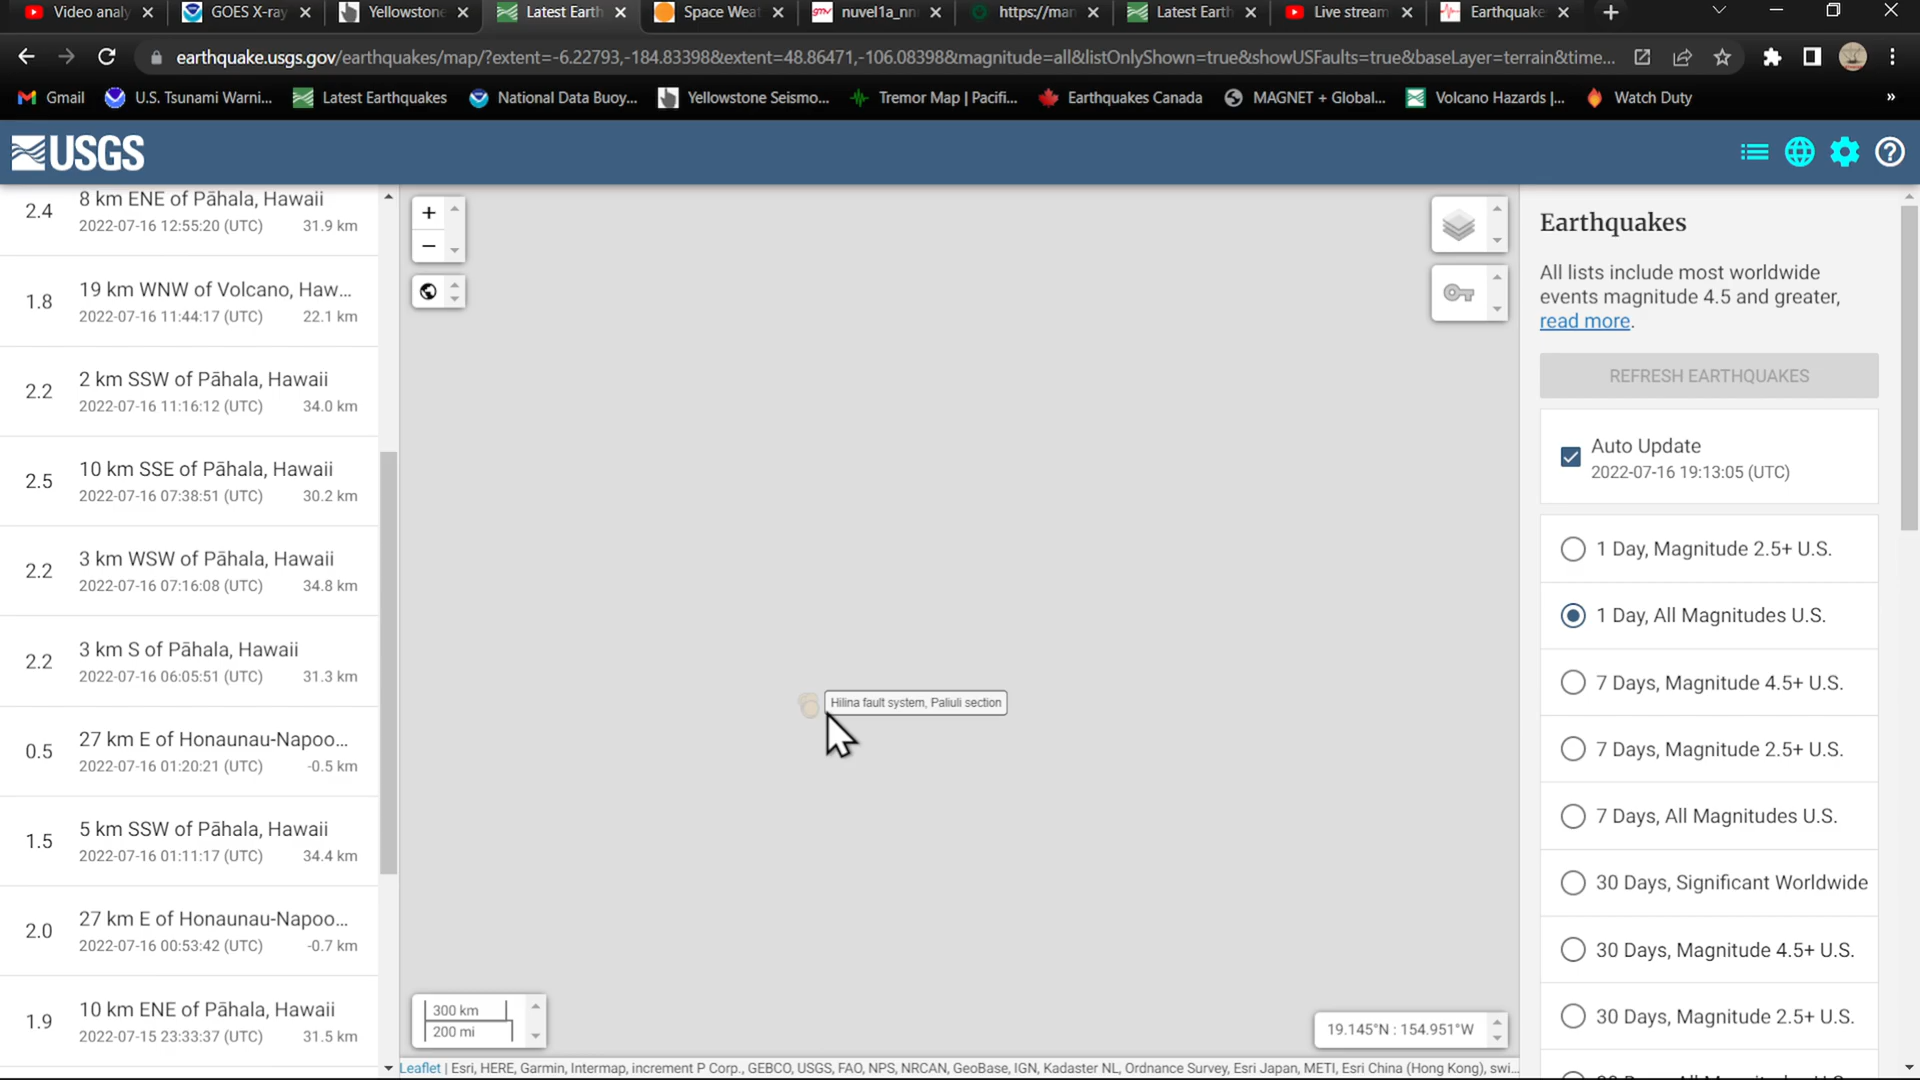 Video analy
GOES X-ray
Yellowstone
Latest Earth
Space Weat
nuvel1a_nn
https://man
Latest Earth
Live stream
Earthquake
earthquake.usgs.gov/earthquakes/map/?extent=-6.22793,-184.83398&extent=48.86471,-106.08398&magnitude=all&listOnlyShown=true&showUSFaults=true&baseLayer=terrain&time...
Gmail
U.S. Tsunami Warni...
Latest Earthquakes
National Data Buoy...
Yellowstone Seismo...
Tremor Map | Pacifi...
Earthquakes Canada
MAGNET + Global...
Volcano Hazards |...
Watch Duty
»
USGS
2.4
8 km ENE of Pāhala, Hawaii
2022-07-16 12:55:20 (UTC) 31.9 km
1.8
19 km WNW of Volcano, Haw...
2022-07-16 11:44:17 (UTC) 22.1 km
2.2
2 km SSW of Pāhala, Hawaii
2022-07-16 11:16:12 (UTC) 34.0 km
2.5
10 km SSE of Pāhala, Hawaii
2022-07-16 07:38:51 (UTC) 30.2 km
2.2
3 km WSW of Pāhala, Hawaii
2022-07-16 07:16:08 (UTC) 34.8 km
2.2
3 km S of Pāhala, Hawaii
2022-07-16 06:05:51 (UTC) 31.3 km
0.5
27 km E of Honaunau-Napoo...
2022-07-16 01:20:21 (UTC) -0.5 km
1.5
5 km SSW of Pāhala, Hawaii
2022-07-16 01:11:17 (UTC) 34.4 km
2.0
27 km E of Honaunau-Napoo...
2022-07-16 00:53:42 (UTC) -0.7 km
1.9
10 km ENE of Pāhala, Hawaii
2022-07-15 23:33:37 (UTC) 31.5 km
+
−
Hilina fault system, Paliuli section
300 km
200 mi
19.145°N : 154.951°W
Leaflet | Esri, HERE, Garmin, Intermap, increment P Corp., GEBCO, USGS, FAO, NPS, NRCAN, GeoBase, IGN, Kadaster NL, Ordnance Survey, Esri Japan, METI, Esri China (Hong Kong), swi...
Earthquakes
All lists include most worldwide
events magnitude 4.5 and greater,
read more.
REFRESH EARTHQUAKES
Auto Update
2022-07-16 19:13:05 (UTC)
1 Day, Magnitude 2.5+ U.S.
1 Day, All Magnitudes U.S.
7 Days, Magnitude 4.5+ U.S.
7 Days, Magnitude 2.5+ U.S.
7 Days, All Magnitudes U.S.
30 Days, Significant Worldwide
30 Days, Magnitude 4.5+ U.S.
30 Days, Magnitude 2.5+ U.S.